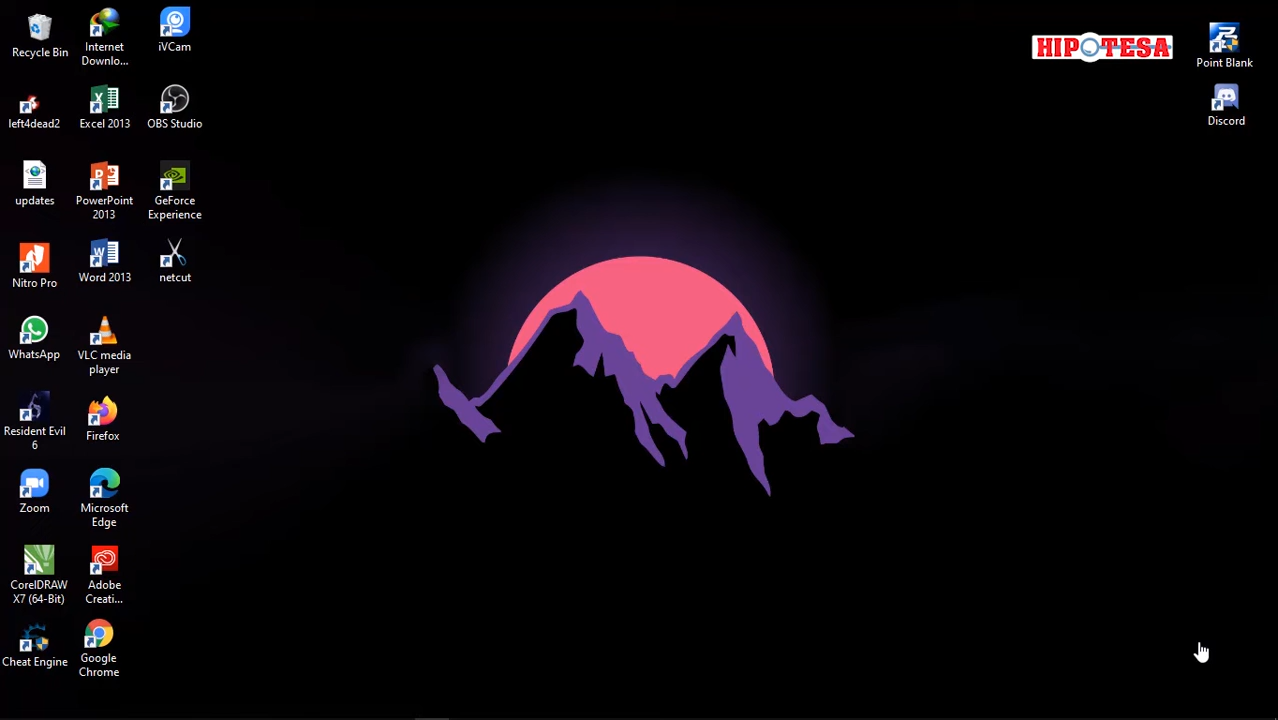 Recycle Bin
Internet
Downlo...
iVCam
HIPOTESA
Point Blank
left4dead2
Excel 2013
OBS Studio
Discord
updates
PowerPoint
2013
GeForce
Experience
Nitro Pro
Word 2013
netcut
WhatsApp
VLC media
player
Resident Evil
6
Firefox
Zoom
Microsoft
Edge
CorelDRAW
X7 (64-Bit)
Adobe
Creati...
Cheat Engine
Google
Chrome